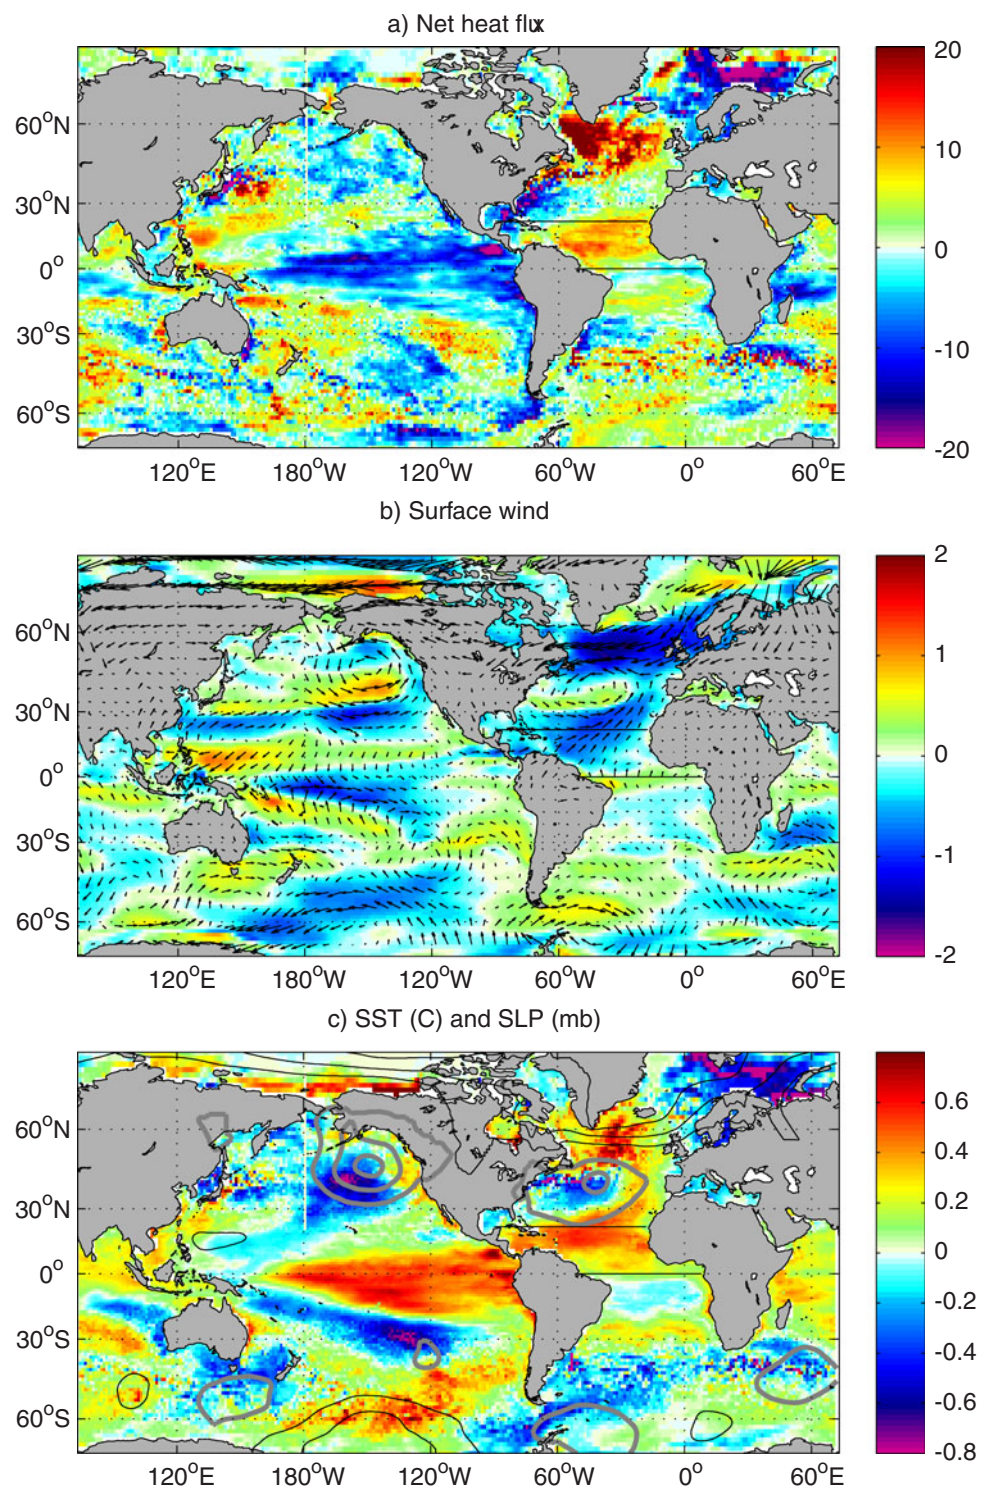 a) Net heat flux
60°N
30°N
0°
30°S
60°S
120°E 180°W 120°W 60°W 0° 60°E
20
10
0
-10
-20
b) Surface wind
60°N
30°N
0°
30°S
60°S
120°E 180°W 120°W 60°W 0° 60°E
2
1
0
-1
-2
c) SST (C) and SLP (mb)
60°N
30°N
0°
30°S
60°S
120°E 180°W 120°W 60°W 0° 60°E
0.6
0.4
0.2
0
-0.2
-0.4
-0.6
-0.8